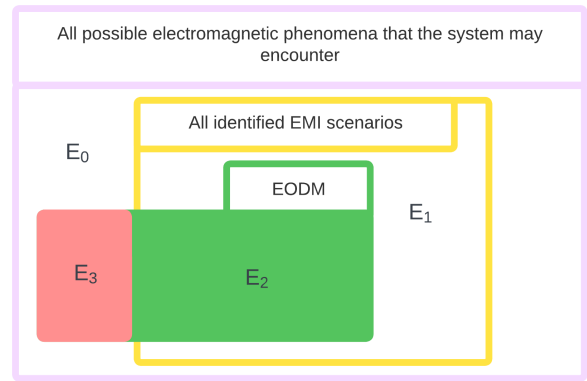 All possible electromagnetic phenomena that the system may
encounter
All identified EMI scenarios
E₀
EODM
E₁
E₃
E₂